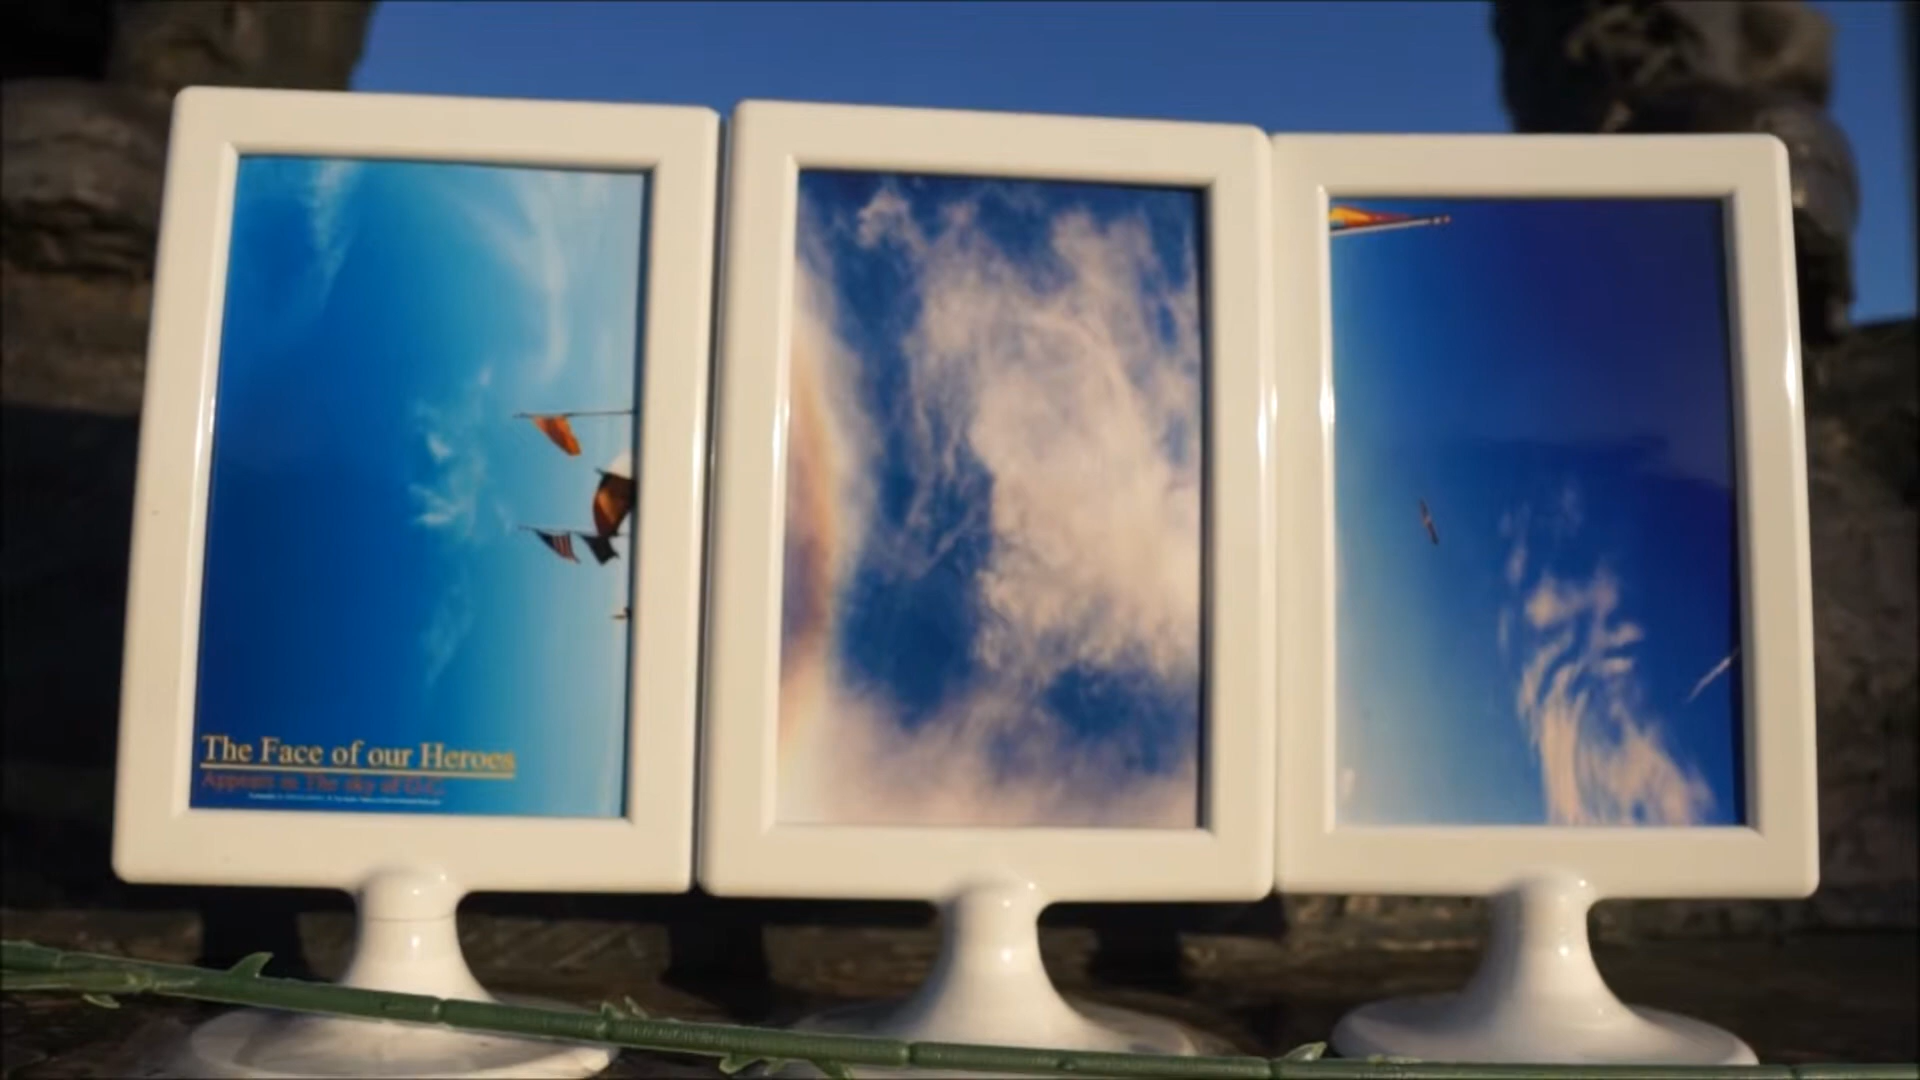 The Face of our Heroes
Appears in The sky of O.C.